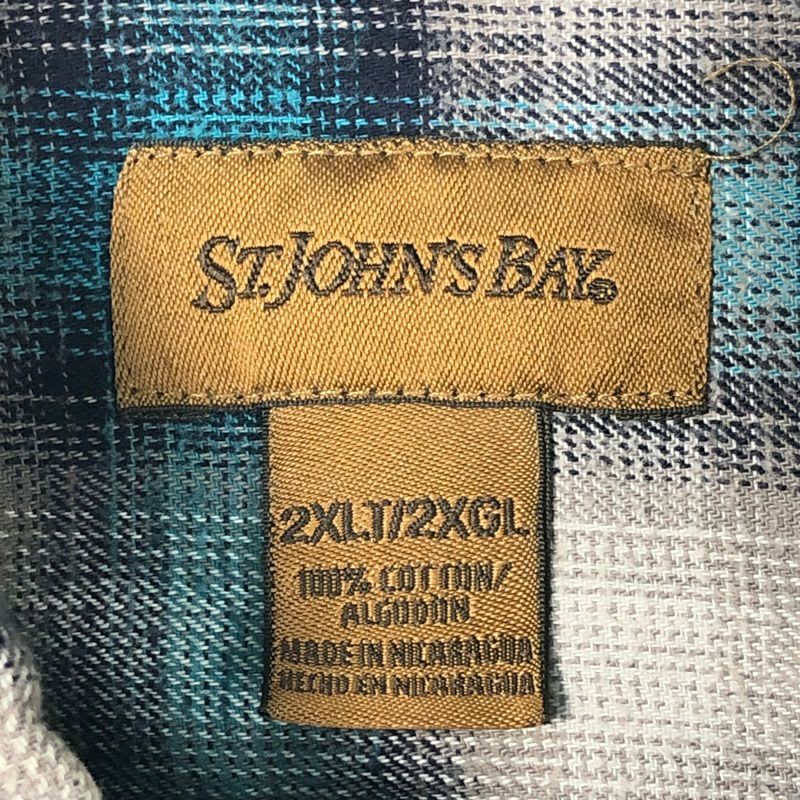 ST. JOHN'S BAY®
2XLT/2XGL
100% COTTON/
ALGODON
MADE IN NICARAGUA
HECHO EN NICARAGUA